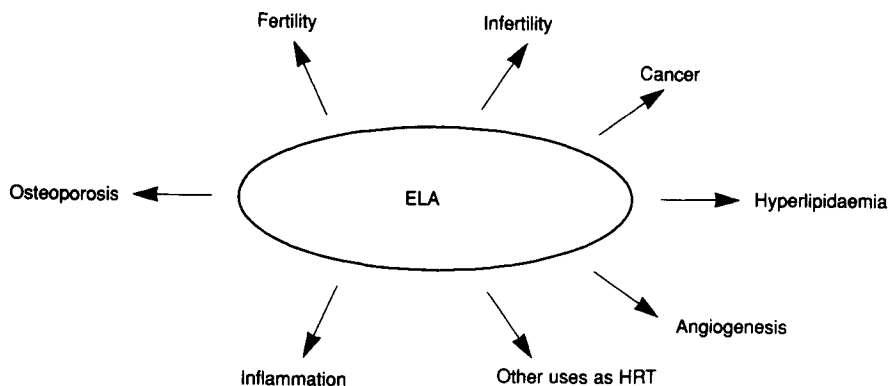 Fertility
Infertility
Cancer
Osteoporosis
ELA
Hyperlipidaemia
Angiogenesis
Inflammation
Other uses as HRT